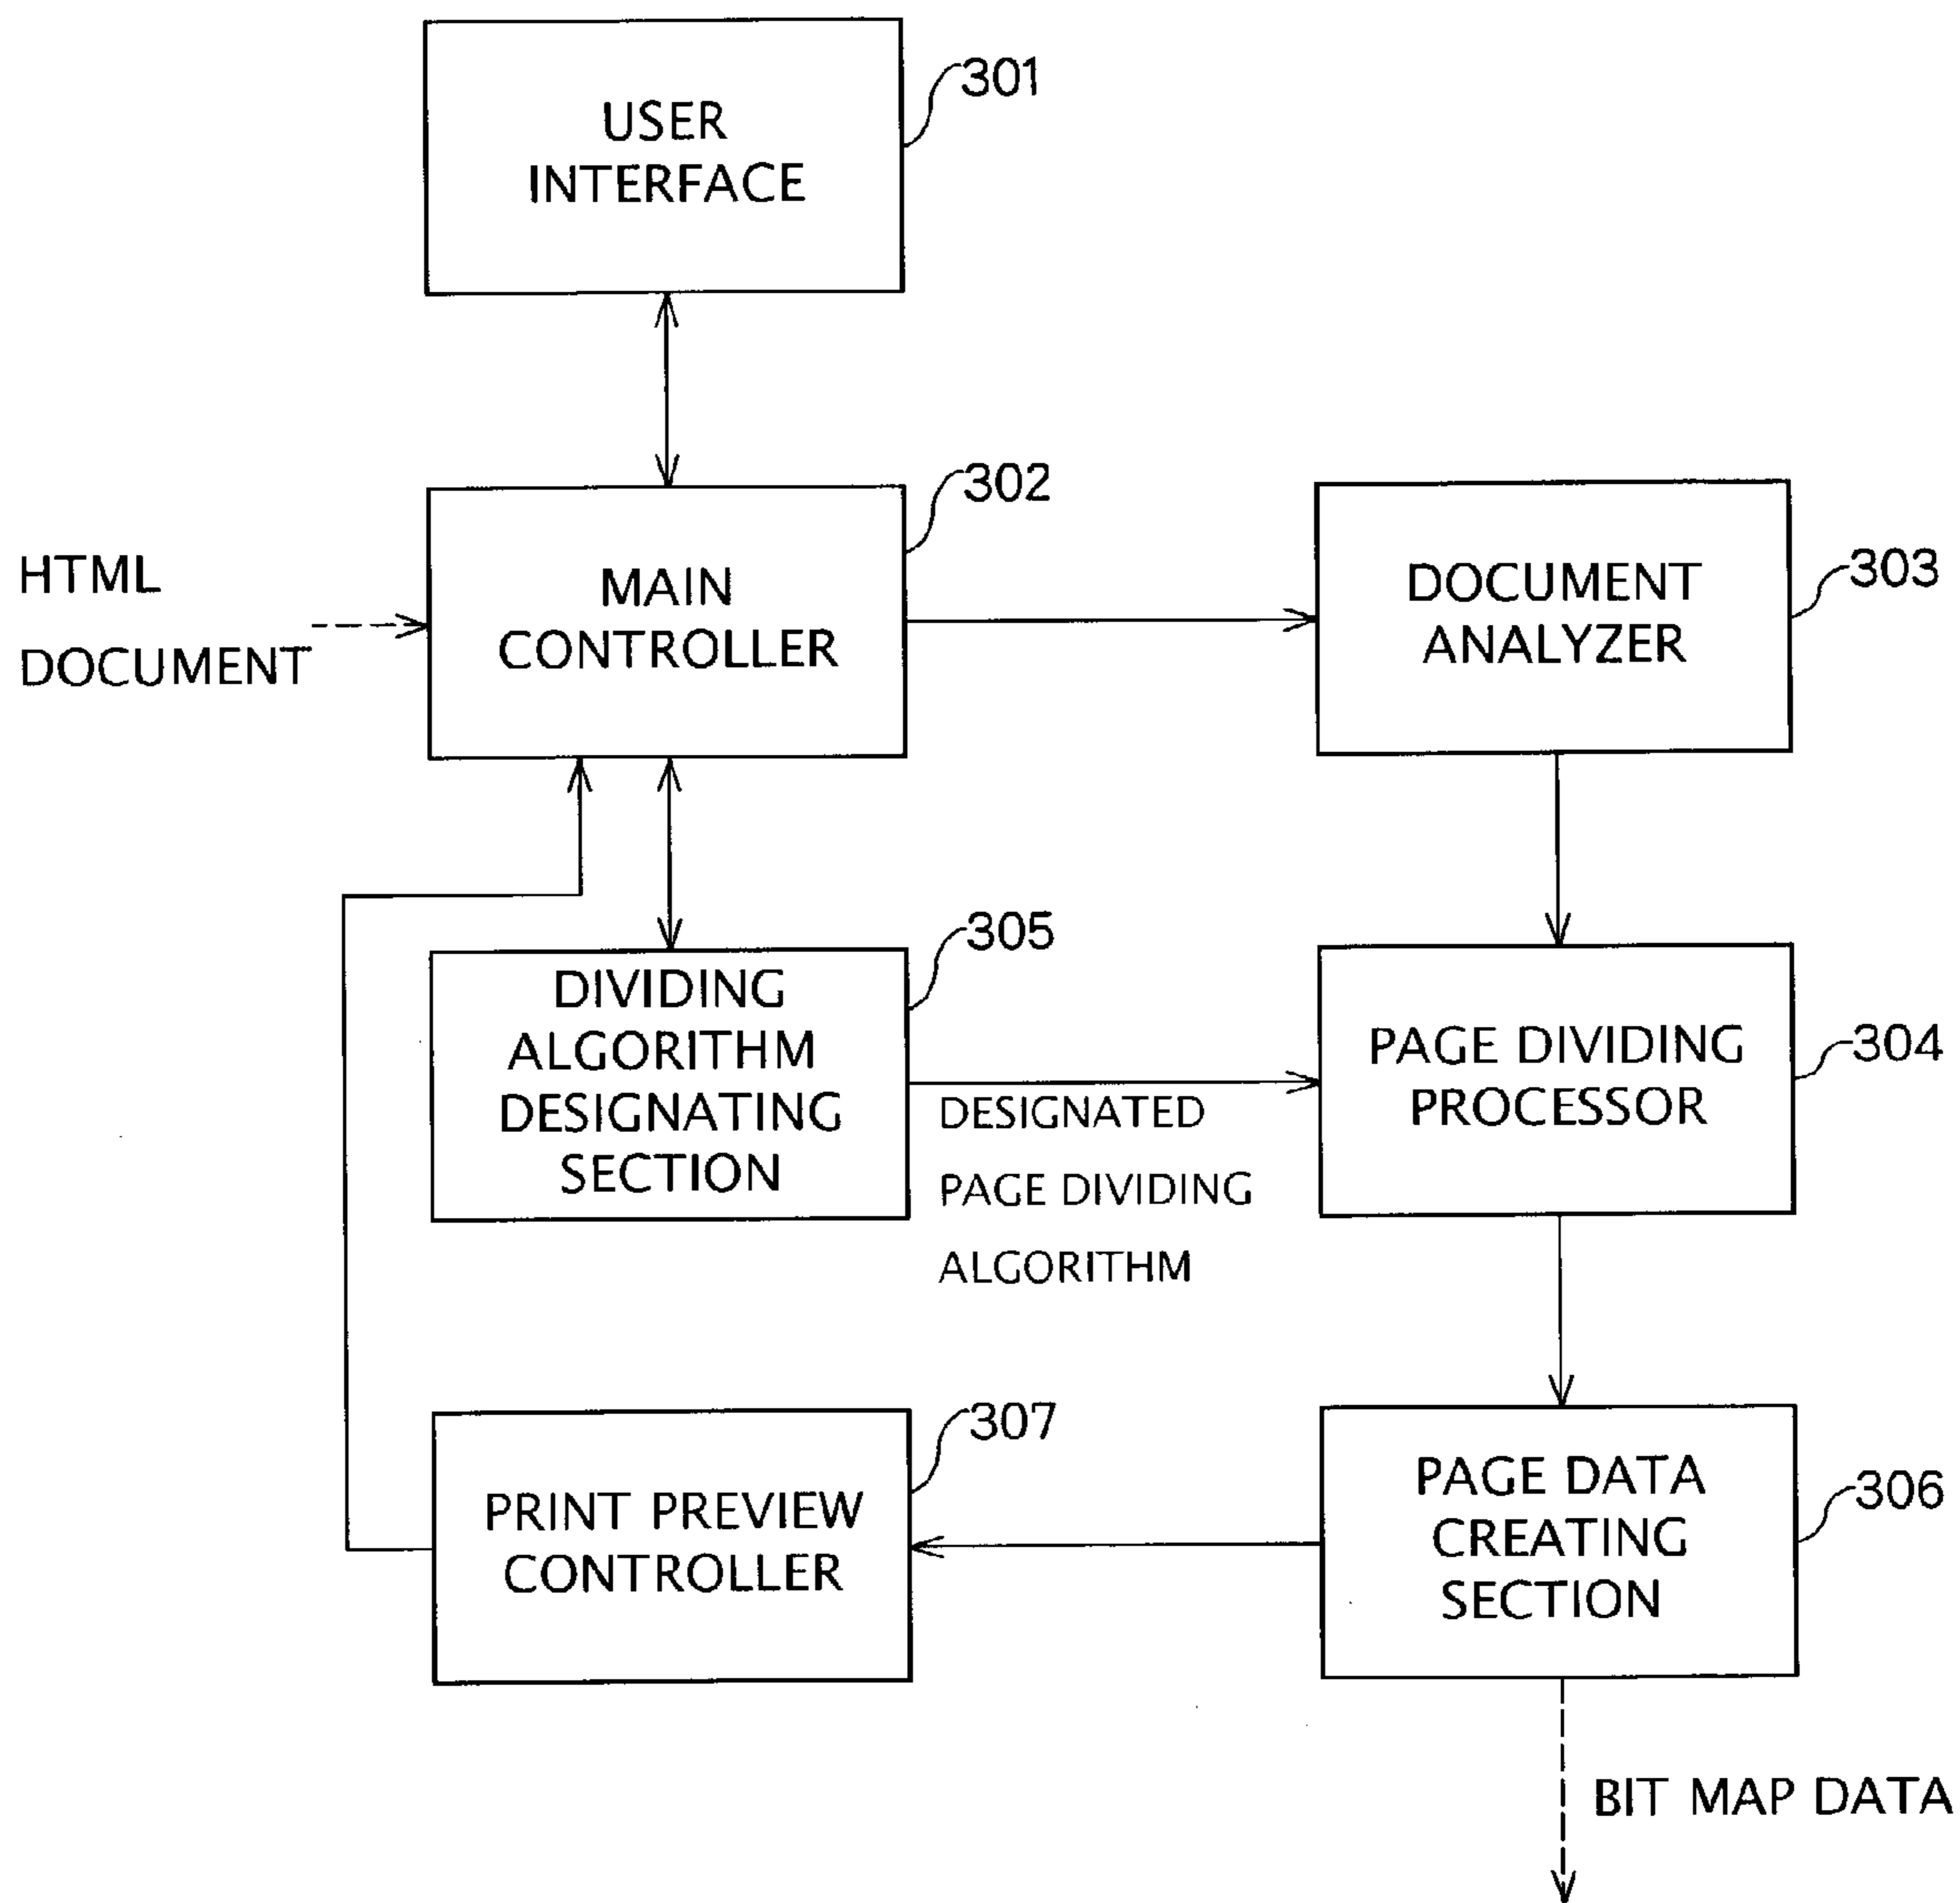 USER
INTERFACE
301
HTML
DOCUMENT
MAIN
CONTROLLER
302
DOCUMENT
ANALYZER
303
DIVIDING
ALGORITHM
DESIGNATING
SECTION
305
DESIGNATED
PAGE DIVIDING
ALGORITHM
PAGE DIVIDING
PROCESSOR
304
PRINT PREVIEW
CONTROLLER
307
PAGE DATA
CREATING
SECTION
306
BIT MAP DATA